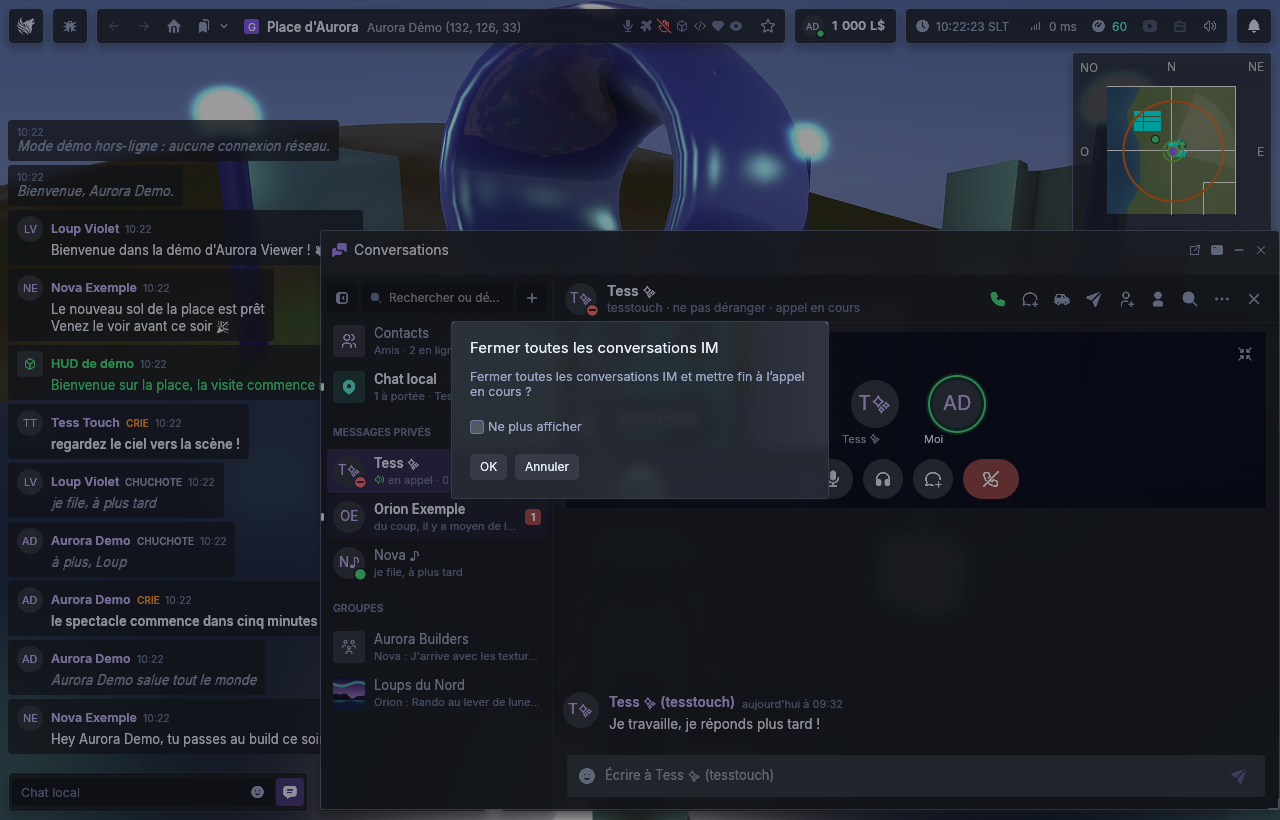 Place d'Aurora
Aurora Démo (132, 126, 33)
AD
1 000 L$
10:22:23 SLT
0 ms
60
NO
N
NE
O
E
10:22
Mode démo hors-ligne : aucune connexion réseau.
10:22
Bienvenue, Aurora Demo.
LV
Loup Violet 10:22
Bienvenue dans la démo d'Aurora Viewer !
NE
Nova Exemple 10:22
Le nouveau sol de la place est prêt
Venez le voir avant ce soir
HUD de démo 10:22
Bienvenue sur la place, la visite commence
TT
Tess Touch CRIE 10:22
regardez le ciel vers la scène !
LV
Loup Violet CHUCHOTE 10:22
je file, à plus tard
AD
Aurora Demo CHUCHOTE 10:22
à plus, Loup
AD
Aurora Demo CRIE 10:22
le spectacle commence dans cinq minutes
AD
Aurora Demo 10:22
Aurora Demo salue tout le monde
NE
Nova Exemple 10:22
Hey Aurora Demo, tu passes au build ce soi
Chat local
Conversations
Rechercher ou dé...
Contacts
Amis · 2 en lign
Chat local
1 à portée · Tes
MESSAGES PRIVÉS
T
Tess
en appel · 0
OE
Orion Exemple
du coup, il y a moyen de l...
1
N♪
Nova ♪
je file, à plus tard
GROUPES
Aurora Builders
Nova : J'arrive avec les textur...
Loups du Nord
Orion : Rando au lever de lune...
T
Tess
tesstouch · ne pas déranger · appel en cours
T
AD
Tess
Moi
Fermer toutes les conversations IM
Fermer toutes les conversations IM et mettre fin à l'appel
en cours ?
Ne plus afficher
OK
Annuler
T
Tess (tesstouch) aujourd'hui à 09:32
Je travaille, je réponds plus tard !
Écrire à Tess (tesstouch)